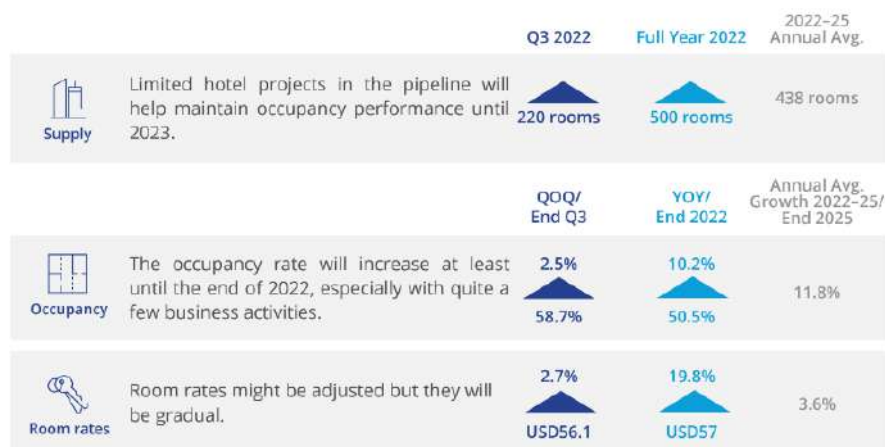 2022–25
Q3 2022 Full Year 2022 Annual Avg.
Limited hotel projects in the pipeline will
help maintain occupancy performance until
2023.
Supply
220 rooms
500 rooms
438 rooms
QOQ/
End Q3
YOY/
End 2022
Annual Avg.
Growth 2022–25/
End 2025
The occupancy rate will increase at least
until the end of 2022, especially with quite a
few business activities.
Occupancy
2.5%
58.7%
10.2%
50.5%
11.8%
Room rates might be adjusted but they will
be gradual.
Room rates
2.7%
USD56.1
19.8%
USD57
3.6%